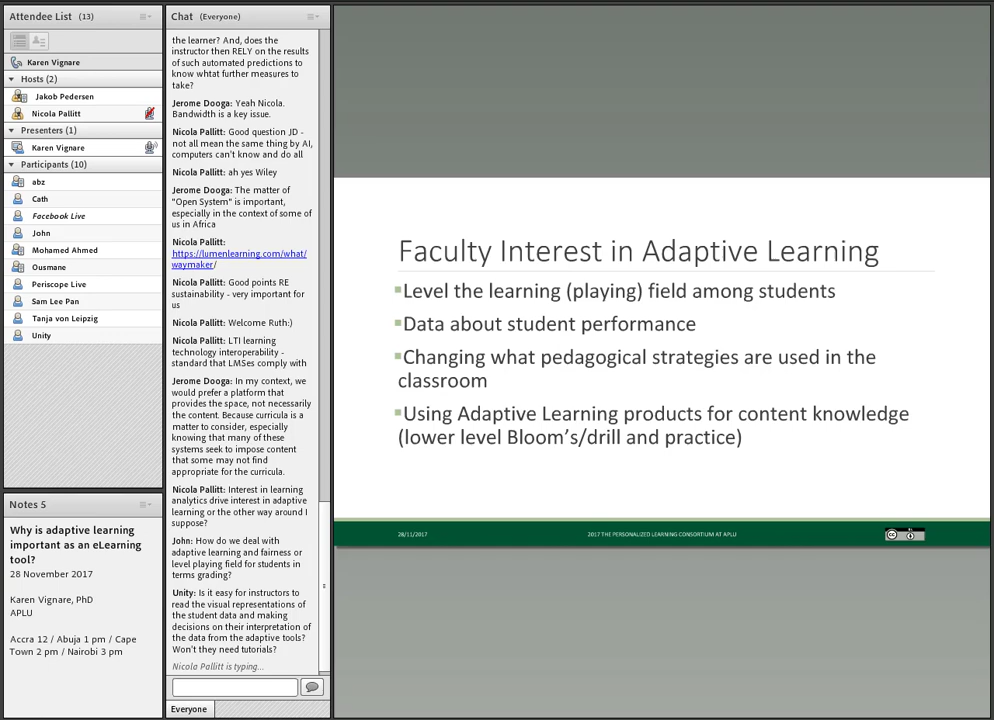 Attendee List (13)
Karen Vignare
Hosts (2)
Jakob Pedersen
Nicola Pallitt
Presenters (1)
Karen Vignare
Participants (10)
abz
Cath
Facebook Live
John
Mohamed Ahmed
Ousmane
Periscope Live
Sam Lee Pan
Tanja von Leipzig
Unity
Notes 5
Why is adaptive learning
important as an eLearning
tool?
28 November 2017
Karen Vignare, PhD
APLU
Accra 12 / Abuja 1 pm / Cape
Town 2 pm / Nairobi 3 pm
Chat (Everyone)
the learner? And, does the
instructor then RELY on the results
of such automated predictions to
know whtat further measures to
take?
Jerome Dooga: Yeah Nicola.
Bandwidth is a key issue.
Nicola Pallitt: Good question JD -
not all mean the same thing by AI,
computers can't know and do all
Nicola Pallitt: ah yes Wiley
Jerome Dooga: The matter of
"Open System" is important,
especially in the context of some of
us in Africa
Nicola Pallitt:
https://lumenlearning.com/what/
waymaker/
Nicola Pallitt: Good points RE
sustainability - very important for
us
Nicola Pallitt: Welcome Ruth:)
Nicola Pallitt: LTI learning
technology interoperability -
standard that LMSes comply with
Jerome Dooga: In my context, we
would prefer a platform that
provides the space, not necessarily
the content. Because curricula is a
matter to consider, especially
knowing that many of these
systems seek to impose content
that some may not find
appropriate for the curricula.
Nicola Pallitt: Interest in learning
analytics drive interest in adaptive
learning or the other way around I
suppose?
John: How do we deal with
adaptive learning and fairness or
level playing field for students in
terms grading?
Unity: Is it easy for instructors to
read the visual representations of
the student data and making
decisions on their interpretation of
the data from the adaptive tools?
Won't they need tutorials?
Nicola Pallitt is typing...
Everyone
Faculty Interest in Adaptive Learning
Level the learning (playing) field among students
Data about student performance
Changing what pedagogical strategies are used in the
classroom
Using Adaptive Learning products for content knowledge
(lower level Bloom's/drill and practice)
28/11/2017
2017 THE PERSONALIZED LEARNING CONSORTIUM AT APLU